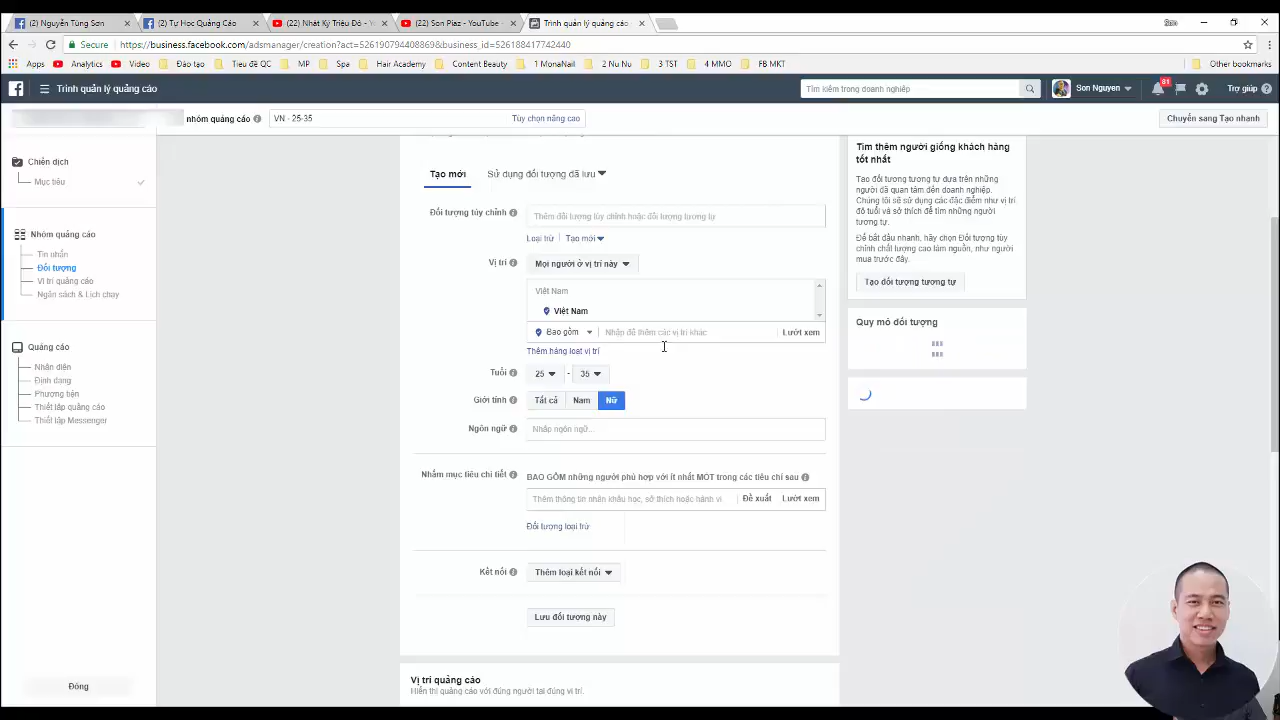 (2) Nguyễn Tùng Sơn
(2) Tự Học Quảng Cáo
(22) Nhật Ký Triệu Đô - Y
(22) Son Piaz - YouTube
Trình quản lý quảng cáo
Son
Secure
https://business.facebook.com/adsmanager/creation?act=526190794408869&business_id=526188417742440
Apps
Analytics
Video
Đào tạo
Tiêu đề QC
MP
Spa
Hair Academy
Content Beauty
1 MonaNail
2 Nu Nu
3 TST
4 MMO
FB MKT
Other bookmarks
Trình quản lý quảng cáo
Tìm kiếm trong doanh nghiệp
Son Nguyen
81
Trợ giúp
nhóm quảng cáo
VN - 25-35
Tùy chọn nâng cao
Chuyển sang Tạo nhanh
Chiến dịch
Mục tiêu
Nhóm quảng cáo
Tin nhắn
Đối tượng
Vị trí quảng cáo
Ngân sách & Lịch chạy
Quảng cáo
Nhận diện
Định dạng
Phương tiện
Thiết lập quảng cáo
Thiết lập Messenger
Đóng
Tạo mới
Sử dụng đối tượng đã lưu
Đối tượng tùy chỉnh
Thêm đối tượng tùy chỉnh hoặc đối tượng tương tự
Loại trừ
Tạo mới
Vị trí
Mọi người ở vị trí này
Việt Nam
Việt Nam
Bao gồm
Nhập để thêm các vị trí khác
Lướt xem
Thêm hàng loạt vị trí
Tuổi
25
-
35
Giới tính
Tất cả
Nam
Nữ
Ngôn ngữ
Nhập ngôn ngữ...
Nhắm mục tiêu chi tiết
BAO GỒM những người phù hợp với ít nhất MỘT trong các tiêu chí sau
Thêm thông tin nhân khẩu học, sở thích hoặc hành vi
Đề xuất
Lướt xem
Đối tượng loại trừ
Kết nối
Thêm loại kết nối
Lưu đối tượng này
Vị trí quảng cáo
Hiển thị quảng cáo với đúng người tại đúng vị trí.
Tìm thêm người giống khách hàng
tốt nhất
Tạo đối tượng tương tự dựa trên những
người đã quan tâm đến doanh nghiệp.
Chúng tôi sẽ sử dụng các đặc điểm như vị trí
độ tuổi và sở thích để tìm những người
tương tự.
Để bắt đầu nhanh, hãy chọn Đối tượng tùy
chỉnh chất lượng cao làm nguồn, như người
mua trước đây.
Tạo đối tượng tương tự
Quy mô đối tượng